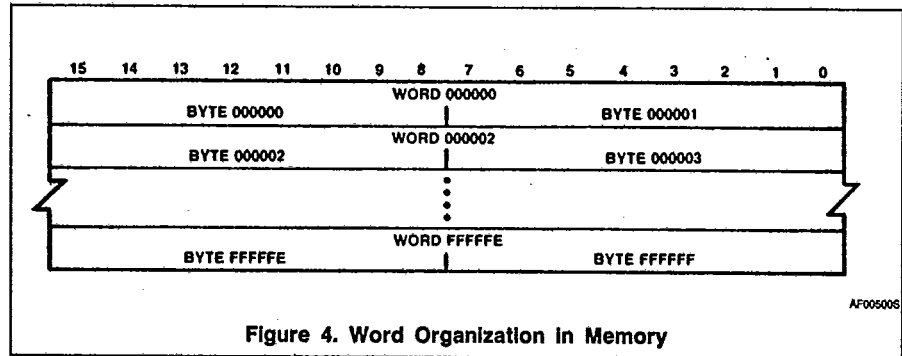 15 14 13 12 11 10 9 8 7 6 5 4 3 2 1 0
WORD 000000
BYTE 000000 BYTE 000001
WORD 000002
BYTE 000002 BYTE 000003
WORD FFFFFE
BYTE FFFFFE BYTE FFFFFF
AF00500S
Figure 4. Word Organization in Memory